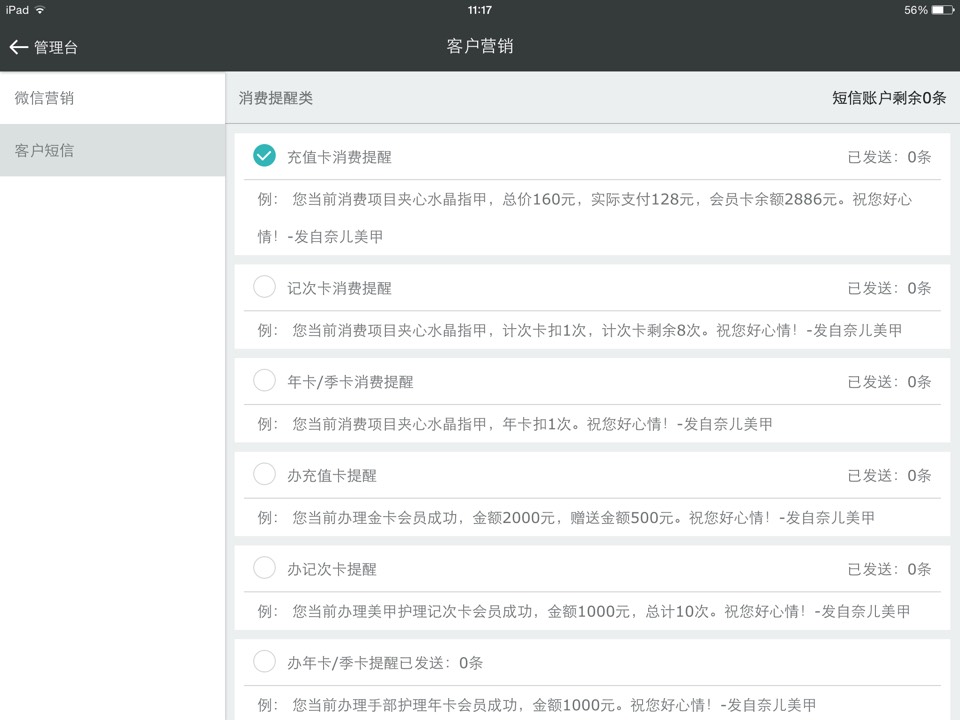 iPad 11:17 56%
管理台 客户营销
微信营销
客户短信
消费提醒类 短信账户剩余0条
充值卡消费提醒 已发送：0条
例： 您当前消费项目夹心水晶指甲，总价160元，实际支付128元，会员卡余额2886元。祝您好心
情！-发自奈儿美甲
记次卡消费提醒 已发送：0条
例： 您当前消费项目夹心水晶指甲，计次卡扣1次，计次卡剩余8次。祝您好心情！-发自奈儿美甲
年卡/季卡消费提醒 已发送：0条
例： 您当前消费项目夹心水晶指甲，年卡扣1次。祝您好心情！-发自奈儿美甲
办充值卡提醒 已发送：0条
例： 您当前办理金卡会员成功，金额2000元，赠送金额500元。祝您好心情！-发自奈儿美甲
办记次卡提醒 已发送：0条
例： 您当前办理美甲护理记次卡会员成功，金额1000元，总计10次。祝您好心情！-发自奈儿美甲
办年卡/季卡提醒已发送：0条
例： 您当前办理手部护理年卡会员成功，金额1000元。祝您好心情！-发自奈儿美甲